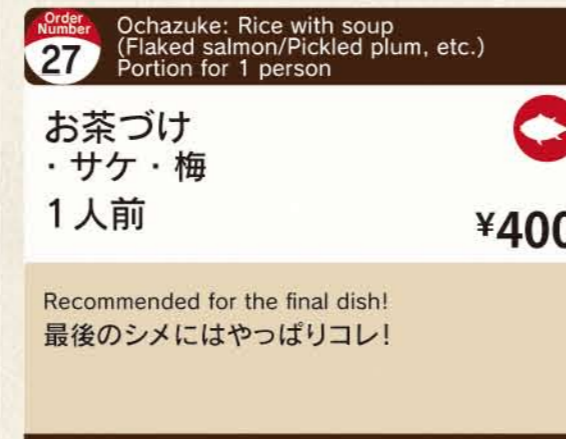 Order
Number
27
Ochazuke: Rice with soup
(Flaked salmon/Pickled plum, etc.)
Portion for 1 person
お茶づけ
・サケ・梅
1人前
¥400
Recommended for the final dish!
最後のシメにはやっぱりコレ!